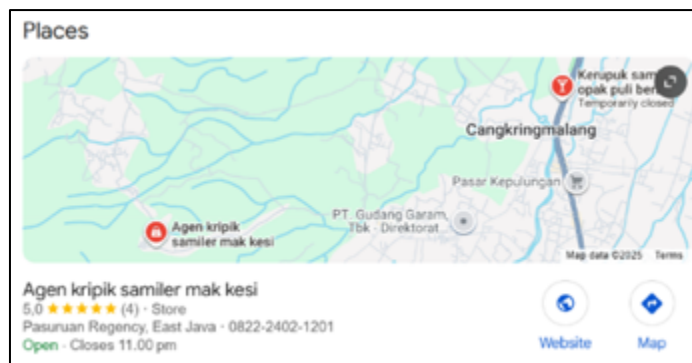 Places
Kerupuk sam
opak puli ber
Temporarily closed
Cangkringmalang
Pasar Kepulungan
Agen kripik
samiler mak kesi
PT. Gudang Garam,
Tbk - Direktorat
Map data ©2025 Terms
Agen kripik samiler mak kesi
5,0 ★★★★★ (4) · Store
Pasuruan Regency, East Java · 0822-2402-1201
Open · Closes 11.00 pm
Website
Map